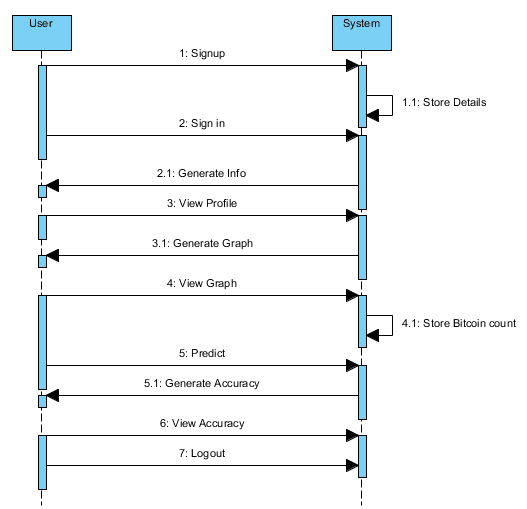 User
System
1: Signup
1.1: Store Details
2: Sign in
2.1: Generate Info
3: View Profile
3.1: Generate Graph
4: View Graph
4.1: Store Bitcoin count
5: Predict
5.1: Generate Accuracy
6: View Accuracy
7: Logout